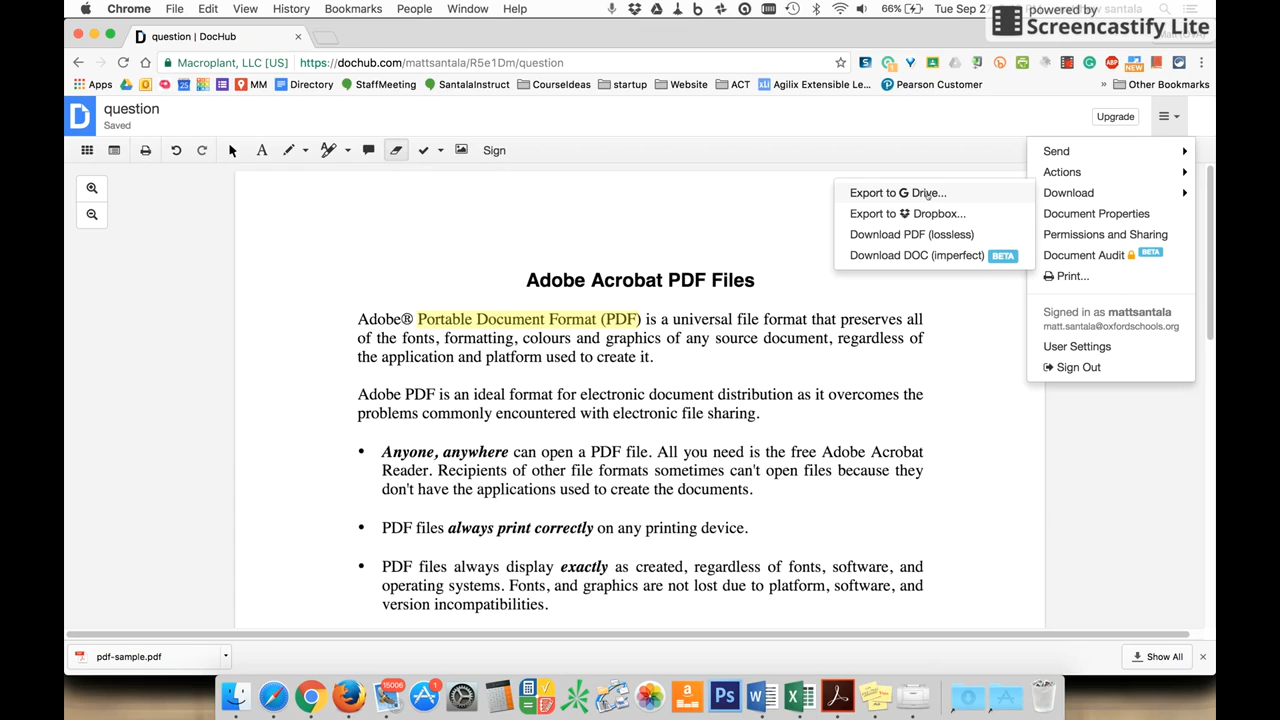 Chrome File Edit View History Bookmarks People Window Help 66% Tue Sep 27
powered by
Screencastify Lite
question | DocHub
Macroplant, LLC [US] https://dochub.com/mattsantala/R5e1Dm/question
NEW
ABP
Apps MM Directory StaffMeeting SantalaInstruct CourseIdeas startup Website ACT Agilix Extensible Le... Pearson Customer » Other Bookmarks
question
Saved
Upgrade
Sign
Send
Actions
Download
Document Properties
Permissions and Sharing
Document Audit BETA
Print...
Signed in as mattsantala
matt.santala@oxfordschools.org
User Settings
Sign Out
Export to G Drive...
Export to Dropbox...
Download PDF (lossless)
Download DOC (imperfect) BETA
Adobe Acrobat PDF Files
Adobe® Portable Document Format (PDF) is a universal file format that preserves all
of the fonts, formatting, colours and graphics of any source document, regardless of
the application and platform used to create it.
Adobe PDF is an ideal format for electronic document distribution as it overcomes the
problems commonly encountered with electronic file sharing.
• Anyone, anywhere can open a PDF file. All you need is the free Adobe Acrobat
Reader. Recipients of other file formats sometimes can't open files because they
don't have the applications used to create the documents.
• PDF files always print correctly on any printing device.
• PDF files always display exactly as created, regardless of fonts, software, and
operating systems. Fonts, and graphics are not lost due to platform, software, and
version incompatibilities.
pdf-sample.pdf
Show All
15006
1
Ps